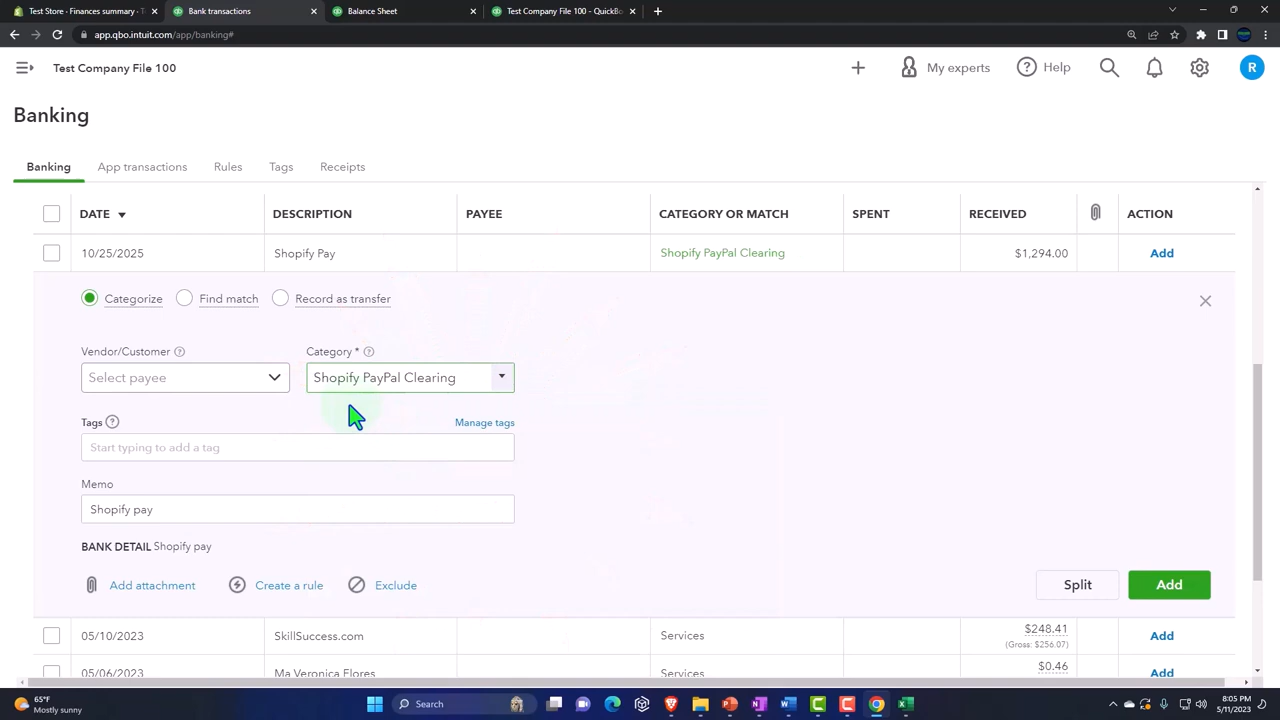 Test Store - Finances summary - T
Bank transactions
Balance Sheet
Test Company File 100 - QuickBo
app.qbo.intuit.com/app/banking#
Test Company File 100
My experts
Help
R
Banking
Banking App transactions Rules Tags Receipts
DATE DESCRIPTION PAYEE CATEGORY OR MATCH SPENT RECEIVED ACTION
10/25/2025 Shopify Pay Shopify PayPal Clearing $1,294.00 Add
Categorize Find match Record as transfer
Vendor/Customer Category *
Select payee Shopify PayPal Clearing
Tags Manage tags
Start typing to add a tag
Memo
Shopify pay
BANK DETAIL Shopify pay
Add attachment Create a rule Exclude Split Add
05/10/2023 SkillSuccess.com Services $248.41 Add
(Gross: $256.07)
05/06/2023 Ma Veronica Flores Services $0.46 Add
65°F
Mostly sunny
Search
8:05 PM
5/11/2023